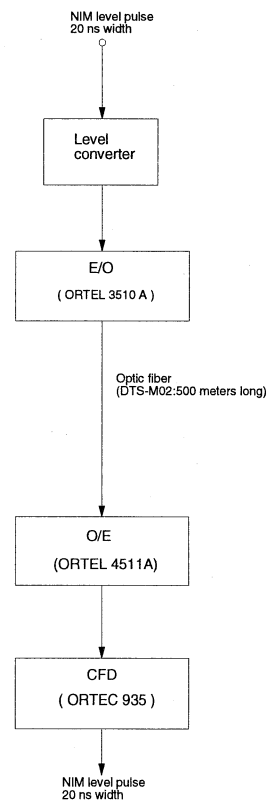 NIM level pulse
20 ns width
Level
converter
E/O
( ORTEL 3510 A )
Optic fiber
(DTS-M02:500 meters long)
O/E
(ORTEL 4511A)
CFD
( ORTEC 935 )
NIM level pulse
20 ns width